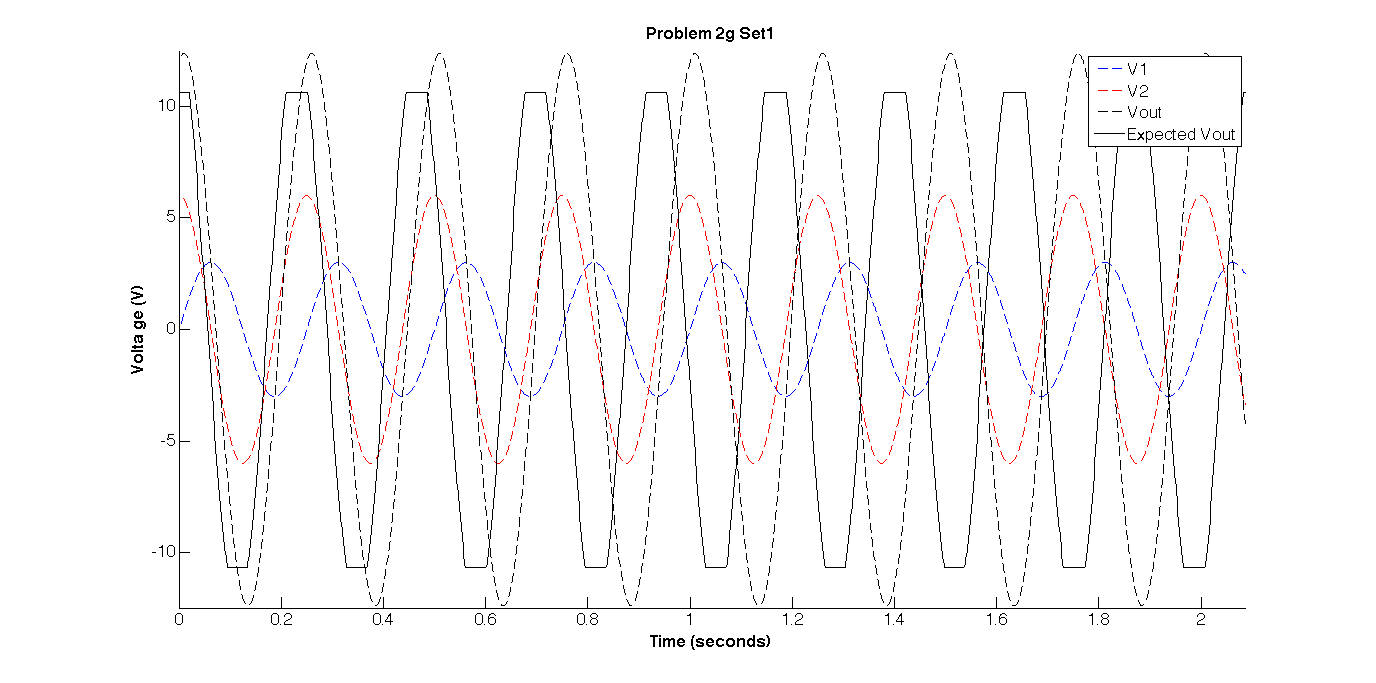 Problem 2g Set1
V1
V2
Vout
Expected Vout
10
5
0
-5
-10
Volta ge (V)
0 0.2 0.4 0.6 0.8 1 1.2 1.4 1.6 1.8 2
Time (seconds)